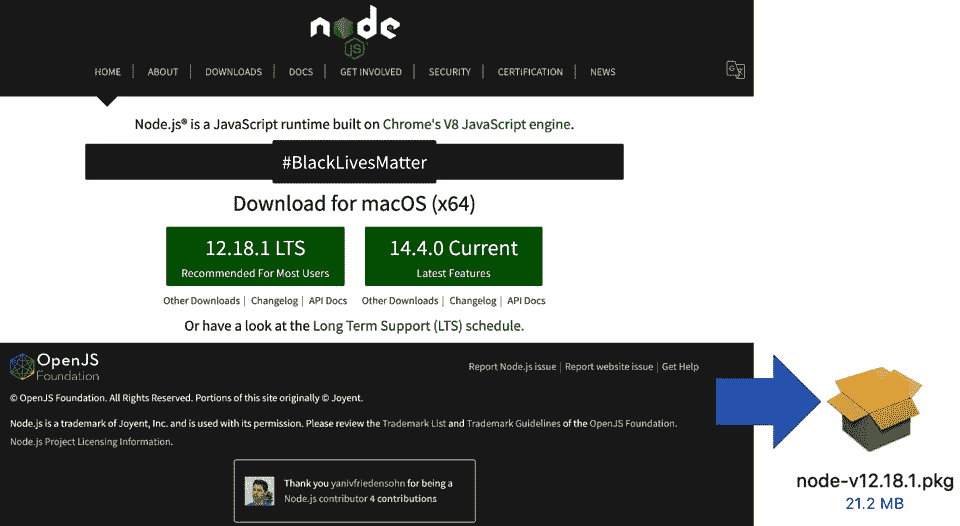 node
JS
HOME ABOUT DOWNLOADS DOCS GET INVOLVED SECURITY CERTIFICATION NEWS
Node.js® is a JavaScript runtime built on Chrome's V8 JavaScript engine.
#BlackLivesMatter
Download for macOS (x64)
12.18.1 LTS 14.4.0 Current
Recommended For Most Users Latest Features
Other Downloads | Changelog | API Docs Other Downloads | Changelog | API Docs
Or have a look at the Long Term Support (LTS) schedule.
OpenJS
Foundation
Report Node.js issue | Report website issue | Get Help
© OpenJS Foundation. All Rights Reserved. Portions of this site originally © Joyent.
Node.js is a trademark of Joyent, Inc. and is used with its permission. Please review the Trademark List and Trademark Guidelines of the OpenJS Foundation.
Node.js Project Licensing Information.
Thank you yanivfriedensohn for being a
Node.js contributor 4 contributions
node-v12.18.1.pkg
21.2 MB